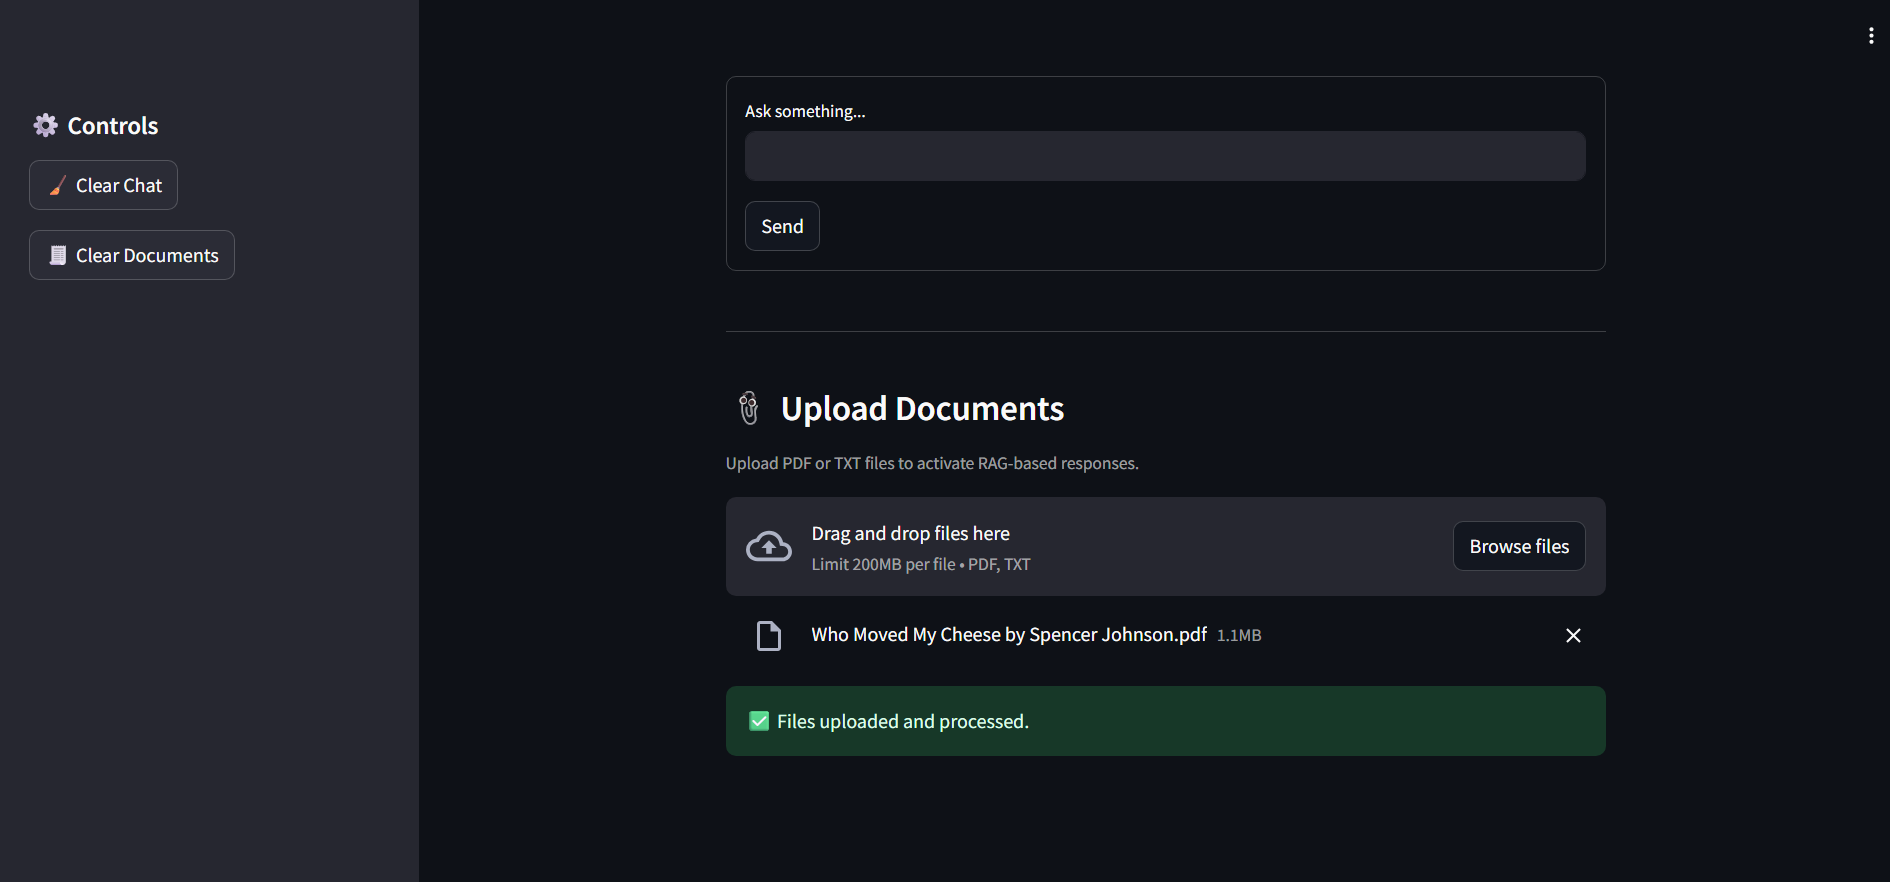 Controls
Clear Chat
Clear Documents
Ask something...
Send
Upload Documents
Upload PDF or TXT files to activate RAG-based responses.
Drag and drop files here
Limit 200MB per file • PDF, TXT
Browse files
Who Moved My Cheese by Spencer Johnson.pdf 1.1MB
Files uploaded and processed.